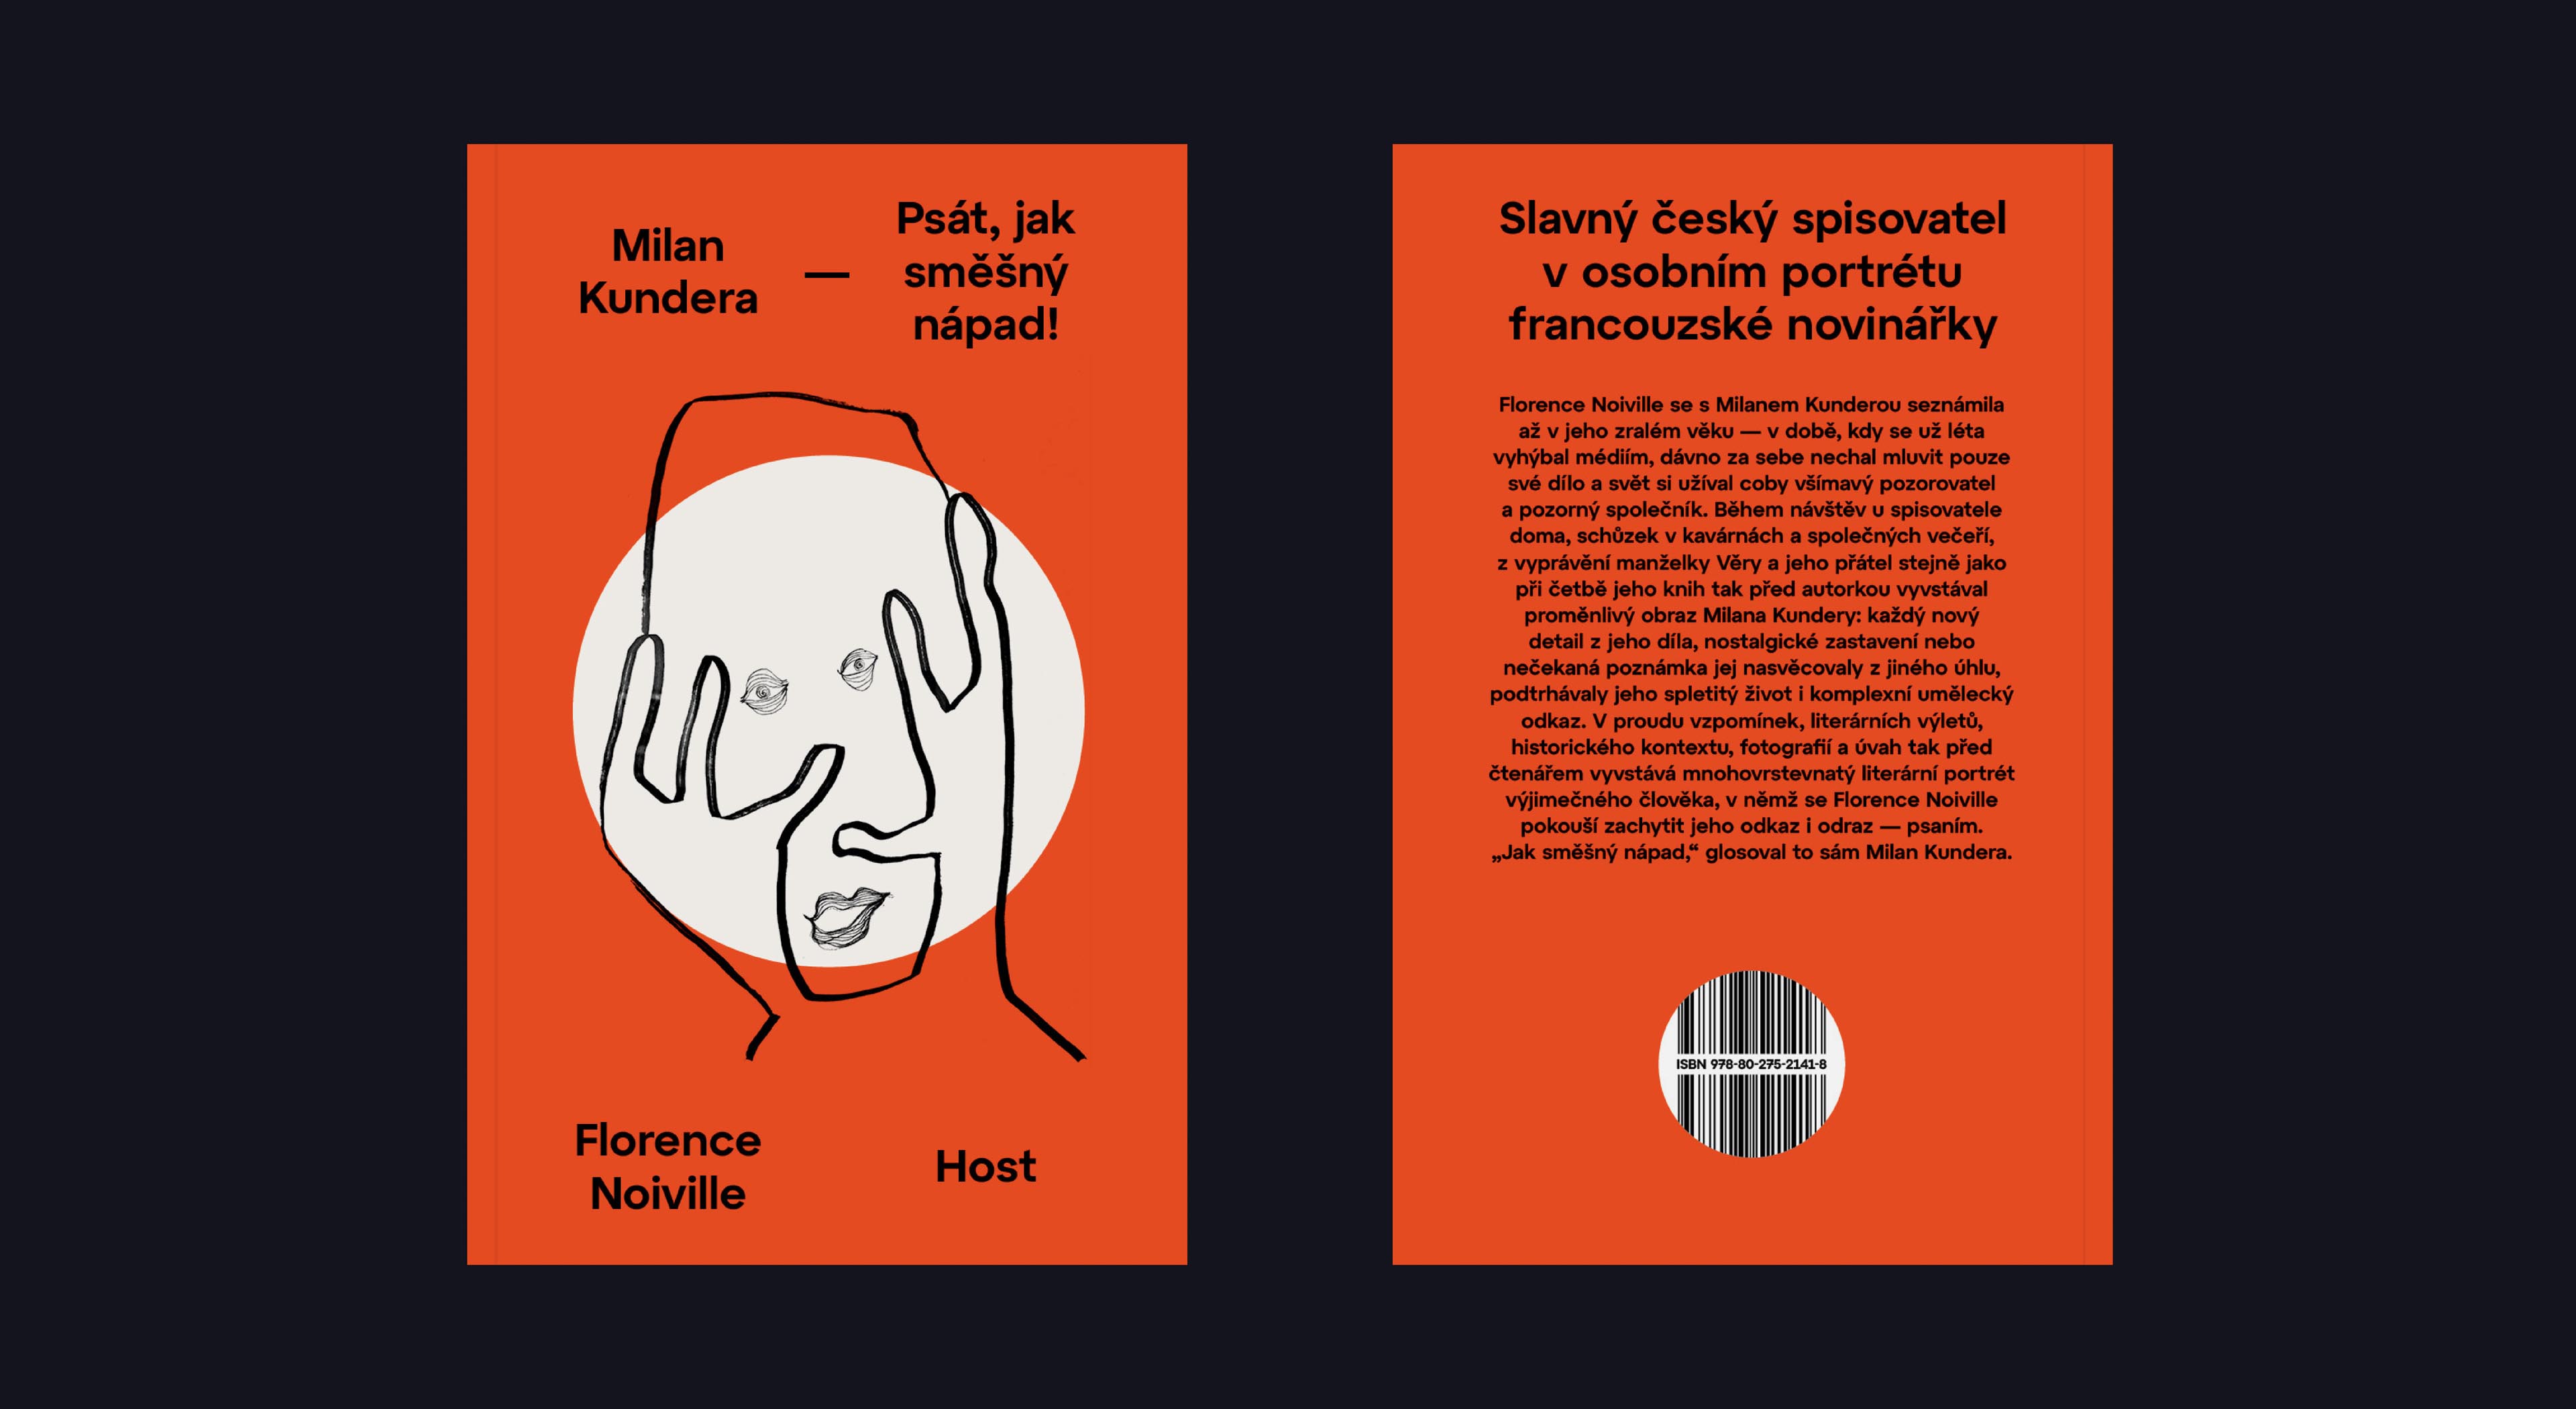 Milan
Kundera
—
Psát, jak
směšný
nápad!
Florence
Noiville
Host
Slavný český spisovatel
v osobním portrétu
francouzské novinářky
Florence Noiville se s Milanem Kunderou seznámila
až v jeho zralém věku — v době, kdy se už léta
vyhýbal médiím, dávno za sebe nechal mluvit pouze
své dílo a svět si užíval coby všímavý pozorovatel
a pozorný společník. Během návštěv u spisovatele
doma, schůzek v kavárnách a společných večeří,
z vyprávění manželky Věry a jeho přátel stejně jako
při četbě jeho knih tak před autorkou vyvstával
proměnlivý obraz Milana Kundery: každý nový
detail z jeho díla, nostalgické zastavení nebo
nečekaná poznámka jej nasvěcovaly z jiného úhlu,
podtrhávaly jeho spletitý život i komplexní umělecký
odkaz. V proudu vzpomínek, literárních výletů,
historického kontextu, fotografií a úvah tak před
čtenářem vyvstává mnohovrstevnatý literární portrét
výjimečného člověka, v němž se Florence Noiville
pokouší zachytit jeho odkaz i odraz — psaním.
„Jak směšný nápad,“ glosoval to sám Milan Kundera.
ISBN 978-80-275-2141-8